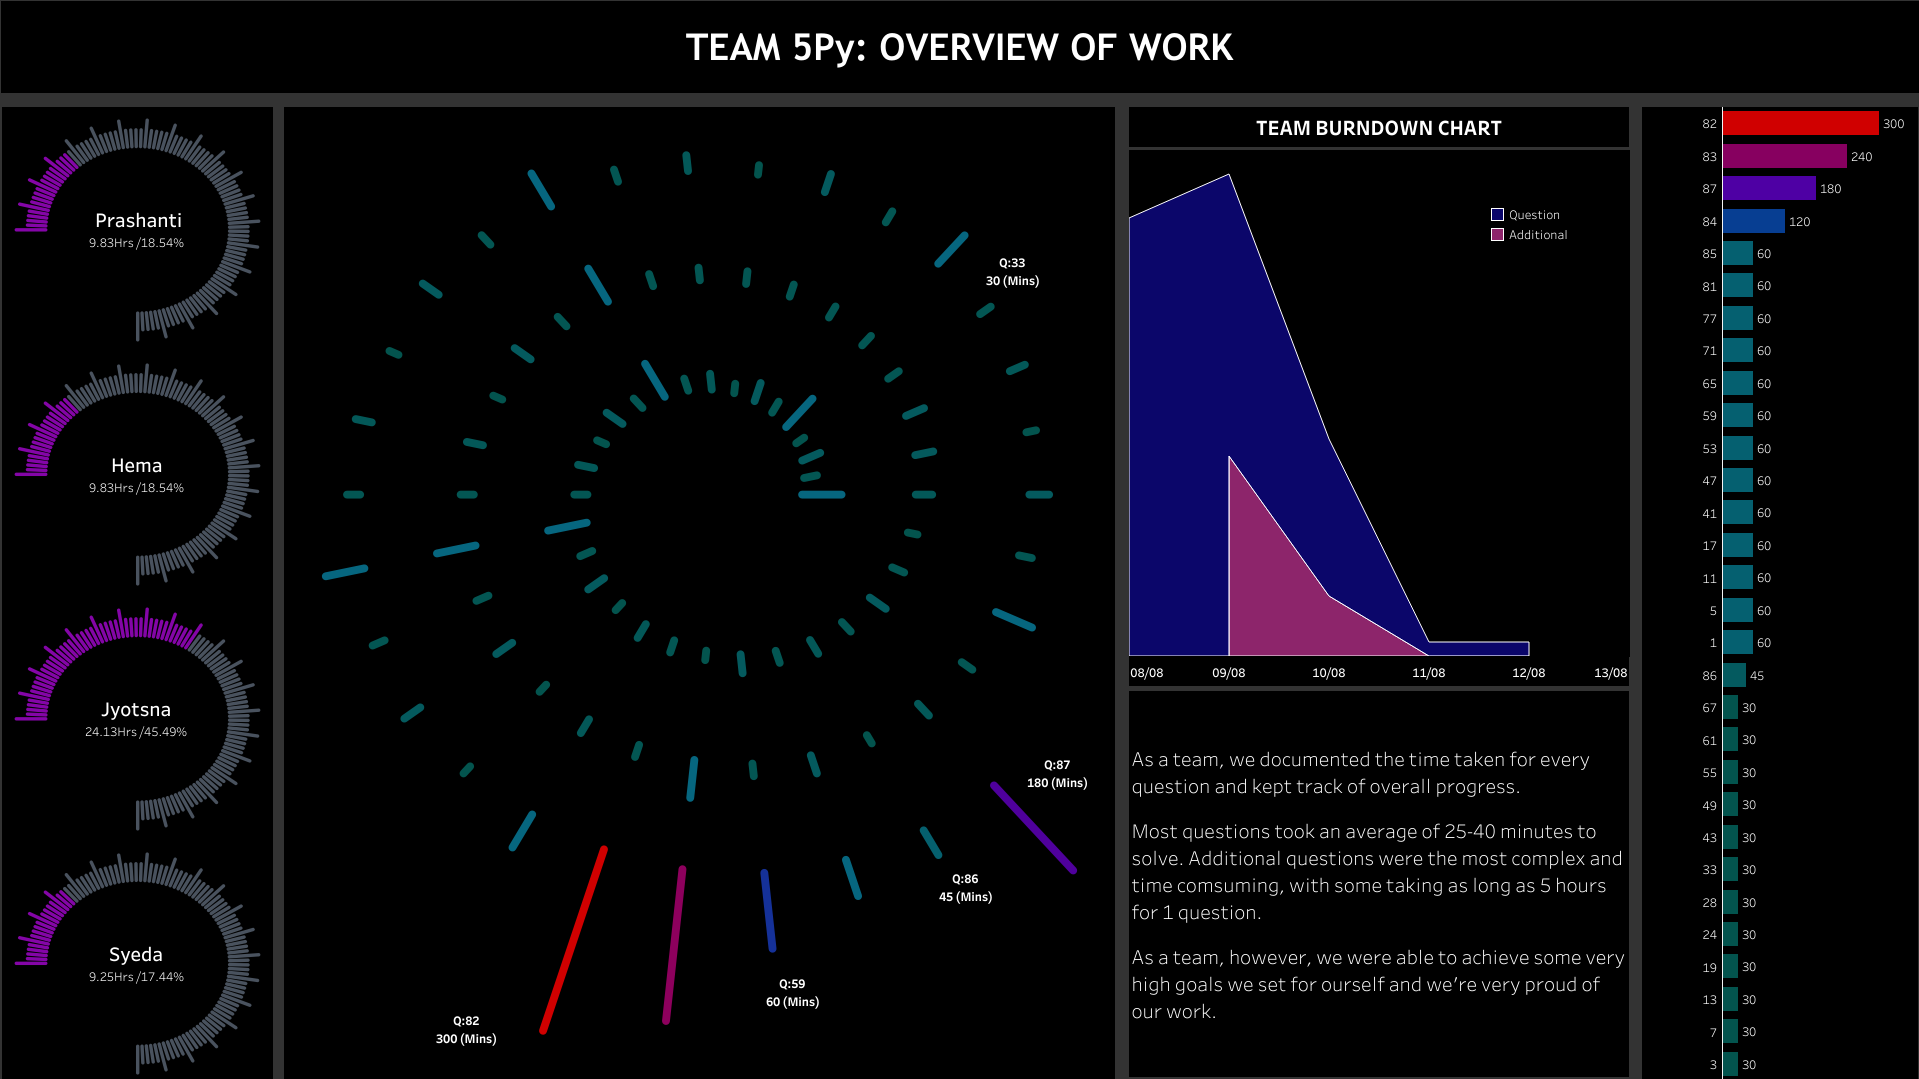 TEAM 5Py: OVERVIEW OF WORK
Prashanti
9.83Hrs /18.54%
Hema
9.83Hrs /18.54%
Jyotsna
24.13Hrs /45.49%
Syeda
9.25Hrs /17.44%
Q:33
30 (Mins)
Q:87
180 (Mins)
Q:86
45 (Mins)
Q:59
60 (Mins)
Q:82
300 (Mins)
TEAM BURNDOWN CHART
Question
Additional
08/08 09/08 10/08 11/08 12/08 13/08
As a team, we documented the time taken for every
question and kept track of overall progress.
Most questions took an average of 25-40 minutes to
solve. Additional questions were the most complex and
time comsuming, with some taking as long as 5 hours
for 1 question.
As a team, however, we were able to achieve some very
high goals we set for ourself and we’re very proud of
our work.
82 300
83 240
87 180
84 120
85 60
81 60
77 60
71 60
65 60
59 60
53 60
47 60
41 60
17 60
11 60
5 60
1 60
86 45
67 30
61 30
55 30
49 30
43 30
33 30
28 30
24 30
19 30
13 30
7 30
3 30